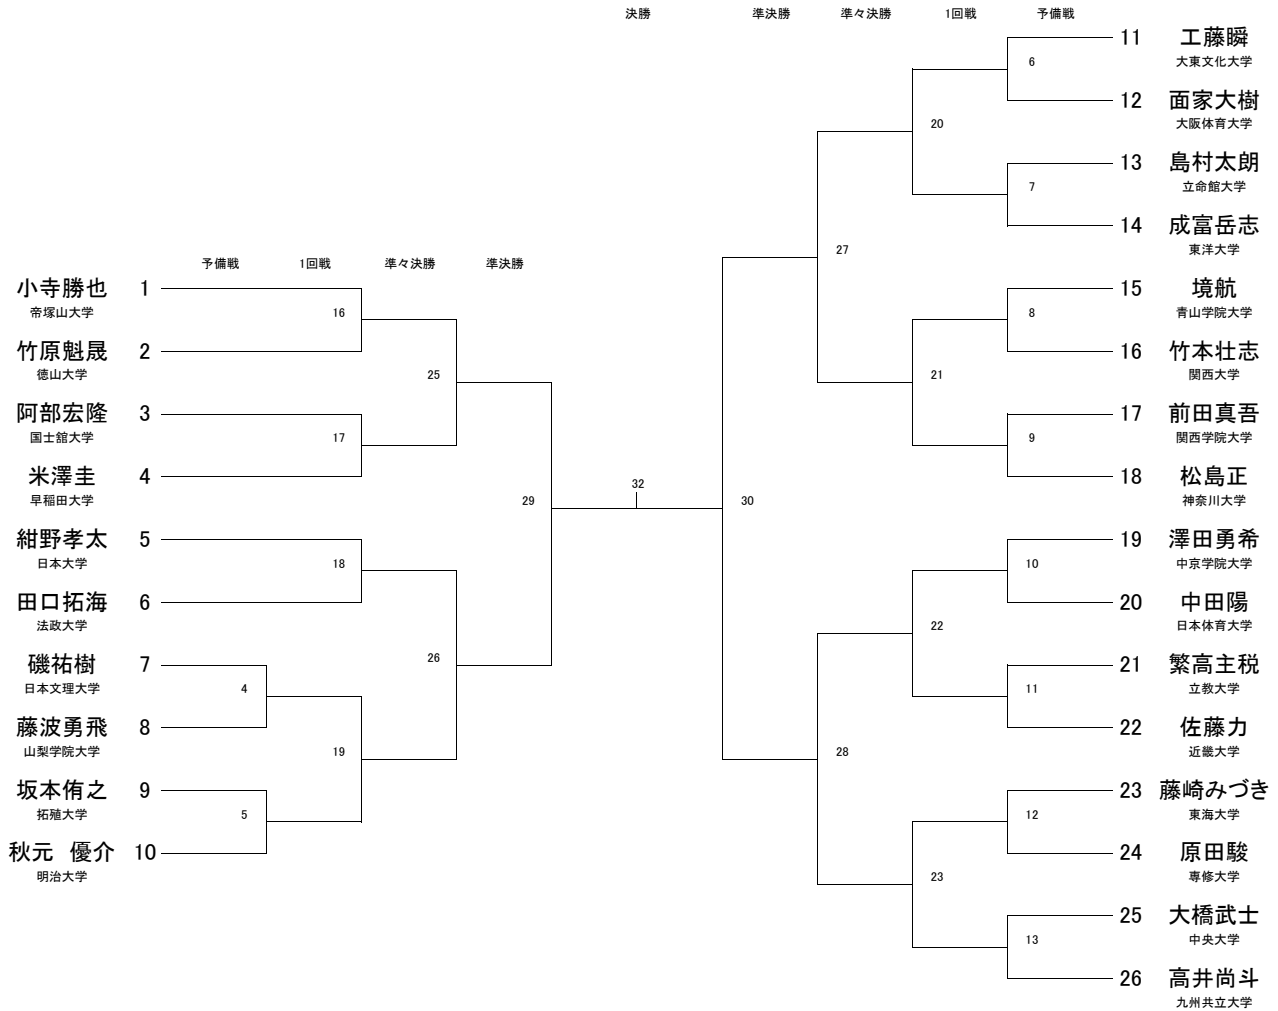 決勝 準決勝 準々決勝 1回戦 予備戦
11 工藤瞬
6 大東文化大学
12 面家大樹
20 大阪体育大学
13 島村太朗
7 立命館大学
14 成富岳志
27 東洋大学
予備戦 1回戦 準々決勝 準決勝
小寺勝也 1 15 境航
帝塚山大学 16 8 青山学院大学
竹原魁晟 2 16 竹本壮志
徳山大学 25 21 関西大学
阿部宏隆 3 17 前田真吾
国士舘大学 17 9 関西学院大学
米澤圭 4 18 松島正
32
早稲田大学 29 30 神奈川大学
紺野孝太 5 19 澤田勇希
日本大学 18 10 中京学院大学
田口拓海 6 20 中田陽
法政大学 22 日本体育大学
26
磯祐樹 7 21 繁高主税
日本文理大学 4 11 立教大学
藤波勇飛 8 22 佐藤力
山梨学院大学 19 28 近畿大学
坂本侑之 9 23 藤崎みづき
拓殖大学 5 12 東海大学
秋元 優介 10 24 原田駿
明治大学 23 専修大学
25 大橋武士
13 中央大学
26 高井尚斗
九州共立大学